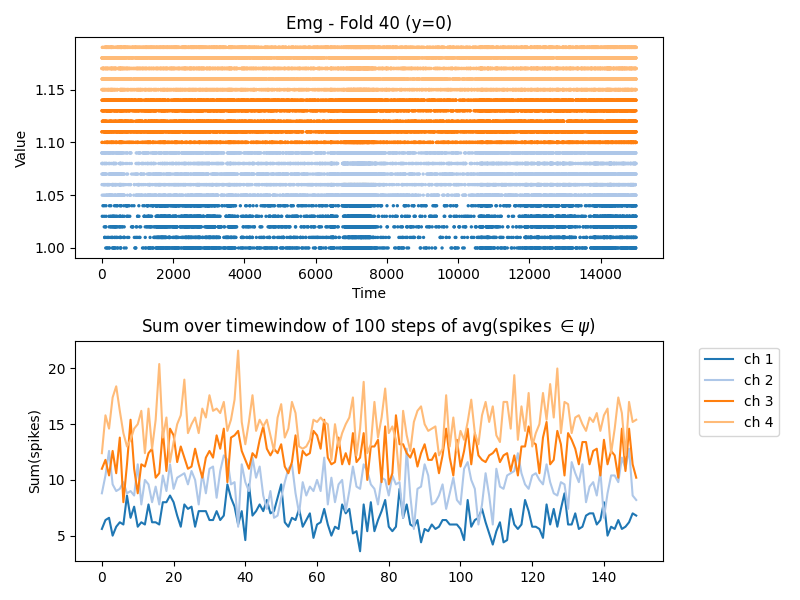 Emg - Fold 40 (y=0)
Value
1.15
1.10
1.05
1.00
0 2000 4000 6000 8000 10000 12000 14000
Time
Sum over timewindow of 100 steps of avg(spikes ∈ ψ)
Sum(spikes)
20
15
10
5
0 20 40 60 80 100 120 140
ch 1
ch 2
ch 3
ch 4